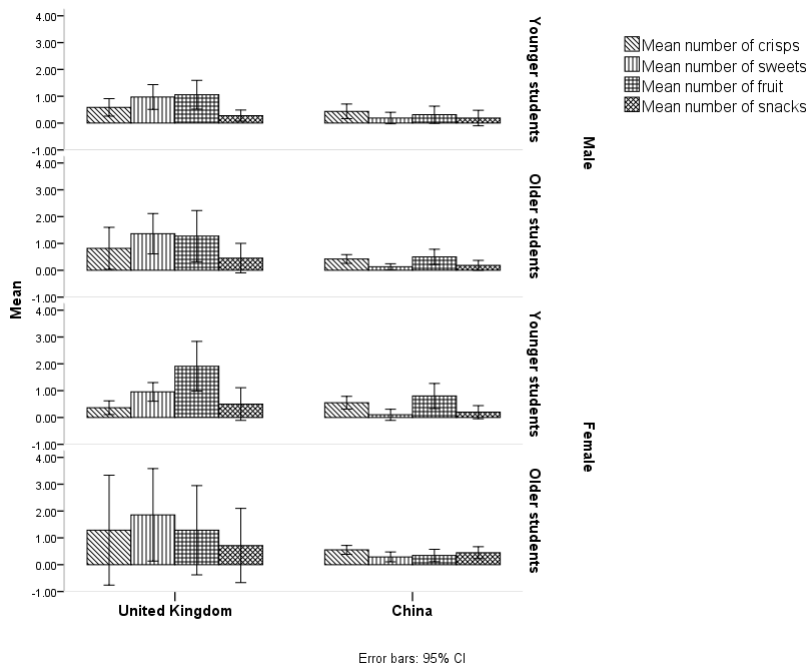 4.00
3.00
2.00
1.00
0.00
-1.00
Younger students
4.00
3.00
2.00
1.00
0.00
-1.00
Older students
Male
4.00
3.00
2.00
1.00
0.00
-1.00
Younger students
4.00
3.00
2.00
1.00
0.00
-1.00
Older students
Female
Mean
United Kingdom
China
Mean number of crisps
Mean number of sweets
Mean number of fruit
Mean number of snacks
Error bars: 95% CI